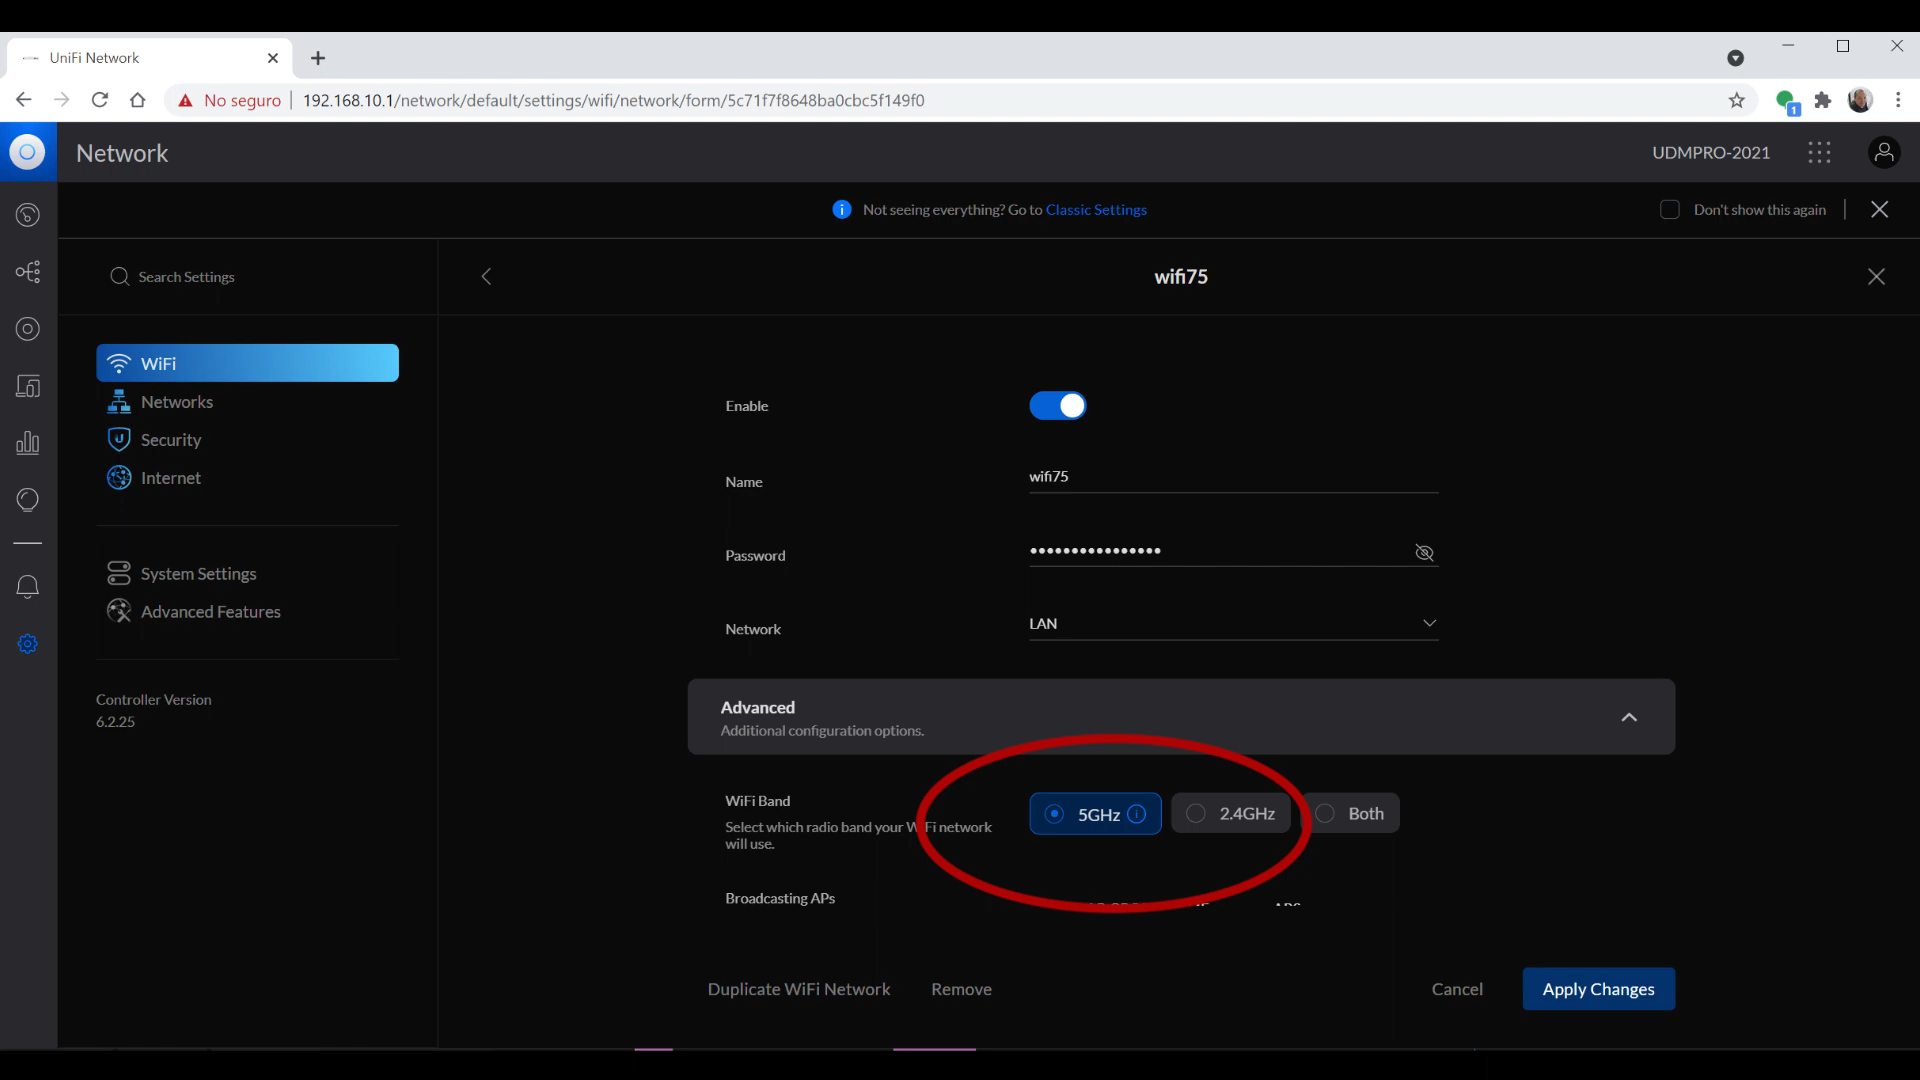 UniFi Network
No seguro
192.168.10.1/network/default/settings/wifi/network/form/5c71f7f8648ba0cbc5f149f0
1
Network
UDMPRO-2021
Not seeing everything? Go to Classic Settings
Don't show this again
Search Settings
wifi75
WiFi
Networks
Security
Internet
System Settings
Advanced Features
Controller Version
6.2.25
Enable
Name
wifi75
Password
••••••••••••••••
Network
LAN
Advanced
Additional configuration options.
WiFi Band
Select which radio band your WiFi network
will use.
5GHz
2.4GHz
Both
Broadcasting APs
Duplicate WiFi Network
Remove
Cancel
Apply Changes